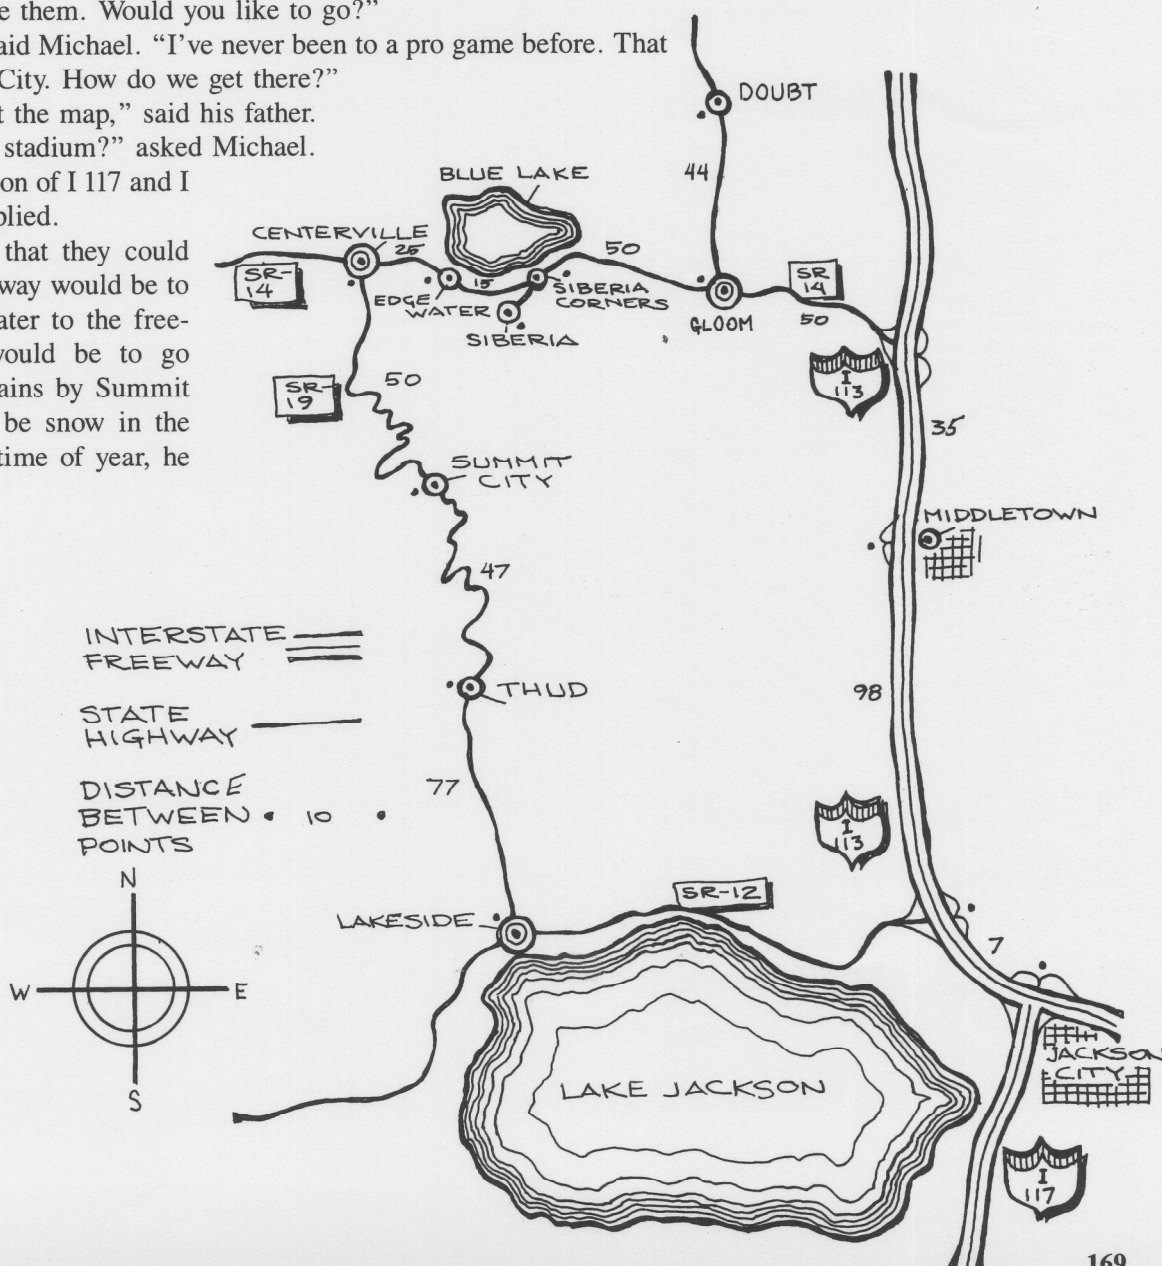 e them. Would you like to go?"
aid Michael. "I've never been to a pro game before. That
City. How do we get there?"
t the map," said his father.
stadium?" asked Michael.
on of I 117 and I
plied.
that they could
way would be to
ater to the free-
would be to go
ains by Summit
be snow in the
time of year, he
DOUBT
44
BLUE LAKE
CENTERVILLE
25
SR-
14
EDGE
WATER
15
SIBERIA
CORNERS
SIBERIA
50
GLOOM
SR
14
50
I
113
35
SR-
19
50
SUMMIT
CITY
MIDDLETOWN
47
THUD
98
77
INTERSTATE
FREEWAY
STATE
HIGHWAY
DISTANCE
BETWEEN • 10 •
POINTS
I
113
SR-12
LAKESIDE
7
N
W E
S
LAKE JACKSON
JACKSON
CITY
I
117
169